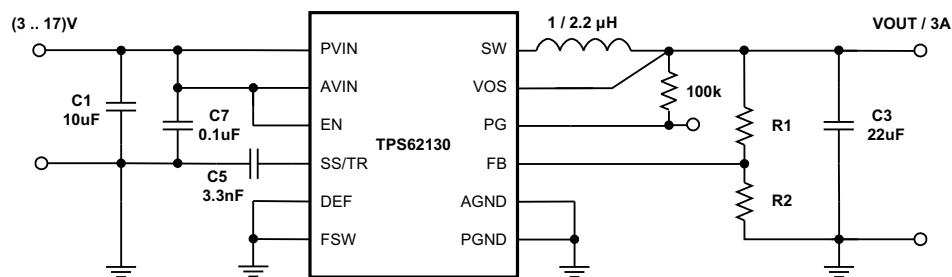 (3 .. 17)V
1 / 2.2 µH
VOUT / 3A
PVIN
SW
AVIN
VOS
C1
10uF
C7
0.1uF
100k
EN
PG
R1
C3
22uF
TPS62130
SS/TR
FB
C5
3.3nF
DEF
AGND
R2
FSW
PGND